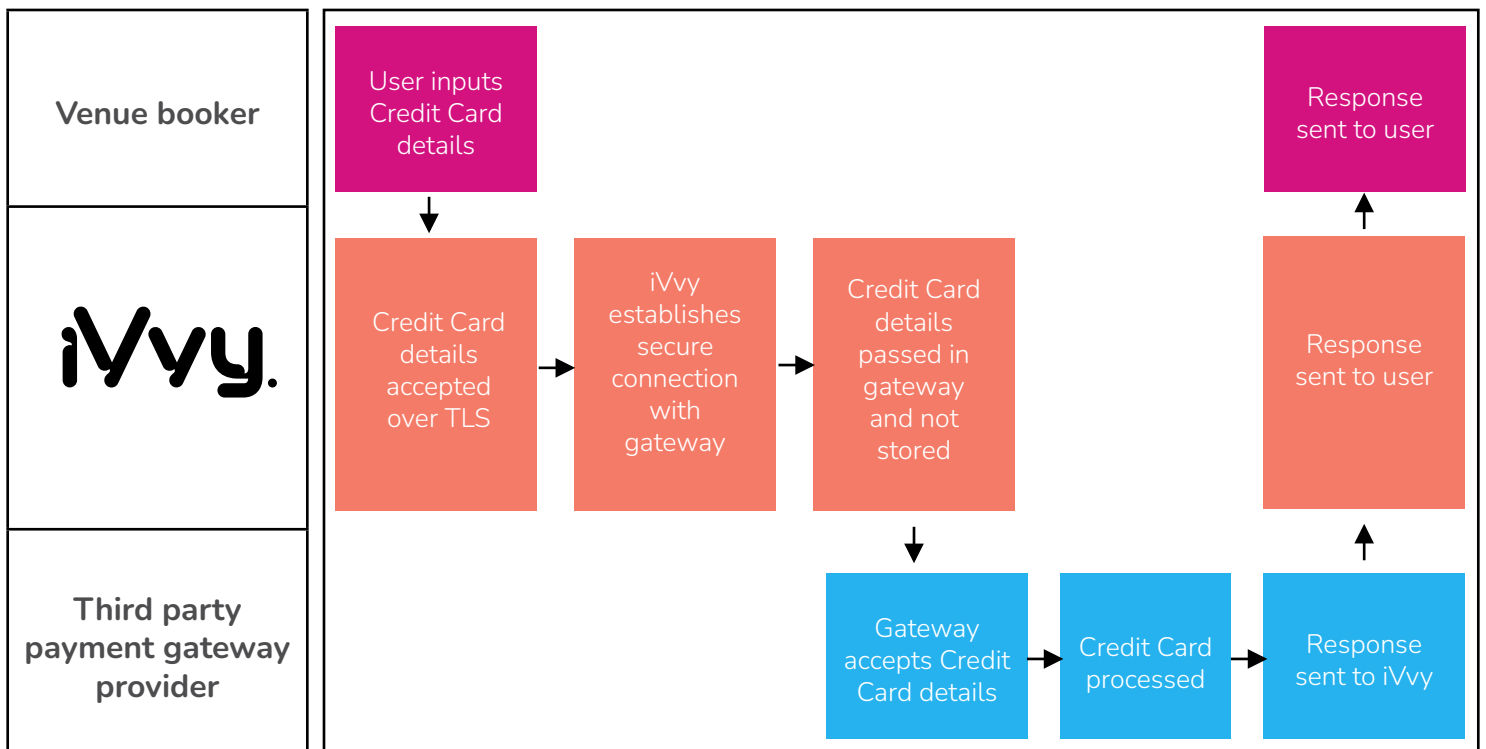 Venue booker
User inputs
Credit Card
details
Response
sent to user
iVvy.
Credit Card
details
accepted
over TLS
iVvy
establishes
secure
connection
with
gateway
Credit Card
details
passed in
gateway
and not
stored
Response
sent to user
Third party
payment gateway
provider
Gateway
accepts Credit
Card details
Credit Card
processed
Response
sent to iVvy